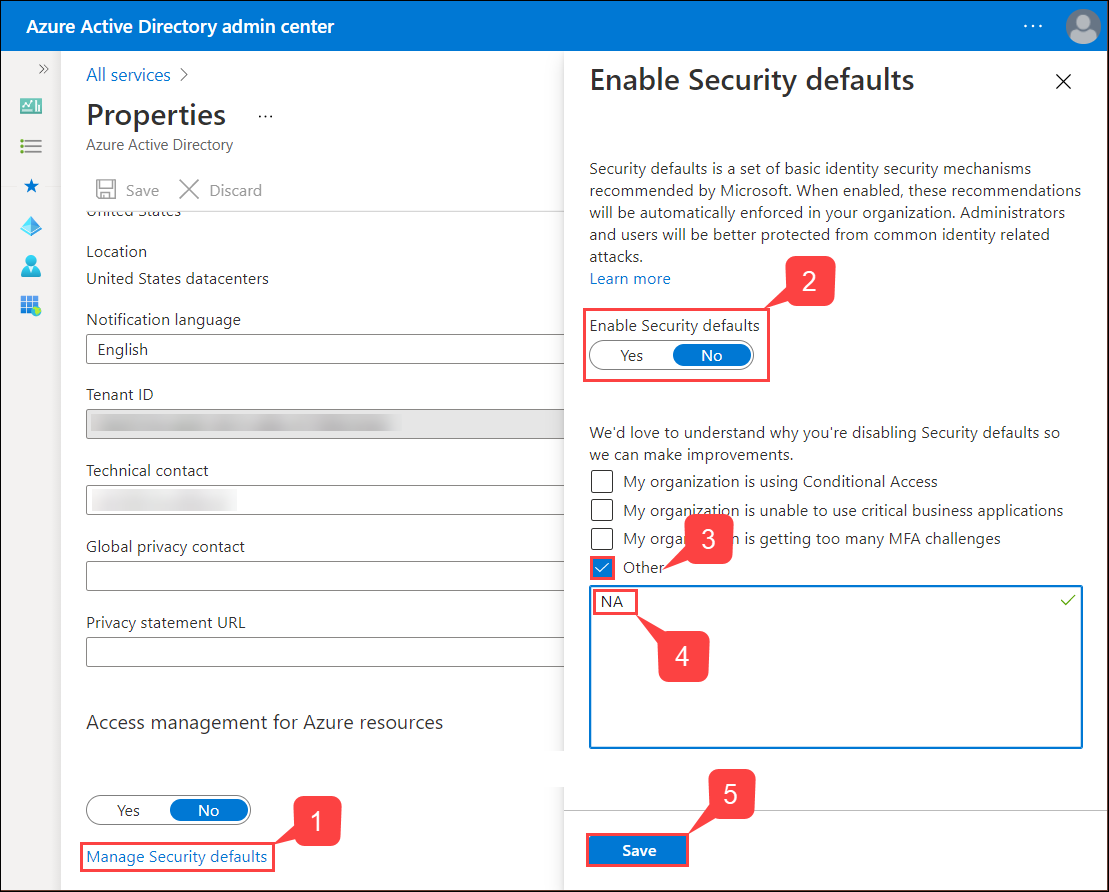 Azure Active Directory admin center
...
All services >
Properties ...
Azure Active Directory
Save Discard
United States
Location
United States datacenters
Notification language
English
Tenant ID
Technical contact
Global privacy contact
Privacy statement URL
Access management for Azure resources
Yes No
1
Manage Security defaults
Enable Security defaults
Security defaults is a set of basic identity security mechanisms
recommended by Microsoft. When enabled, these recommendations
will be automatically enforced in your organization. Administrators
and users will be better protected from common identity related
attacks.
Learn more
2
Enable Security defaults
Yes No
We'd love to understand why you're disabling Security defaults so
we can make improvements.
My organization is using Conditional Access
My organization is unable to use critical business applications
My organ n is getting too many MFA challenges
3
Other
NA
4
5
Save